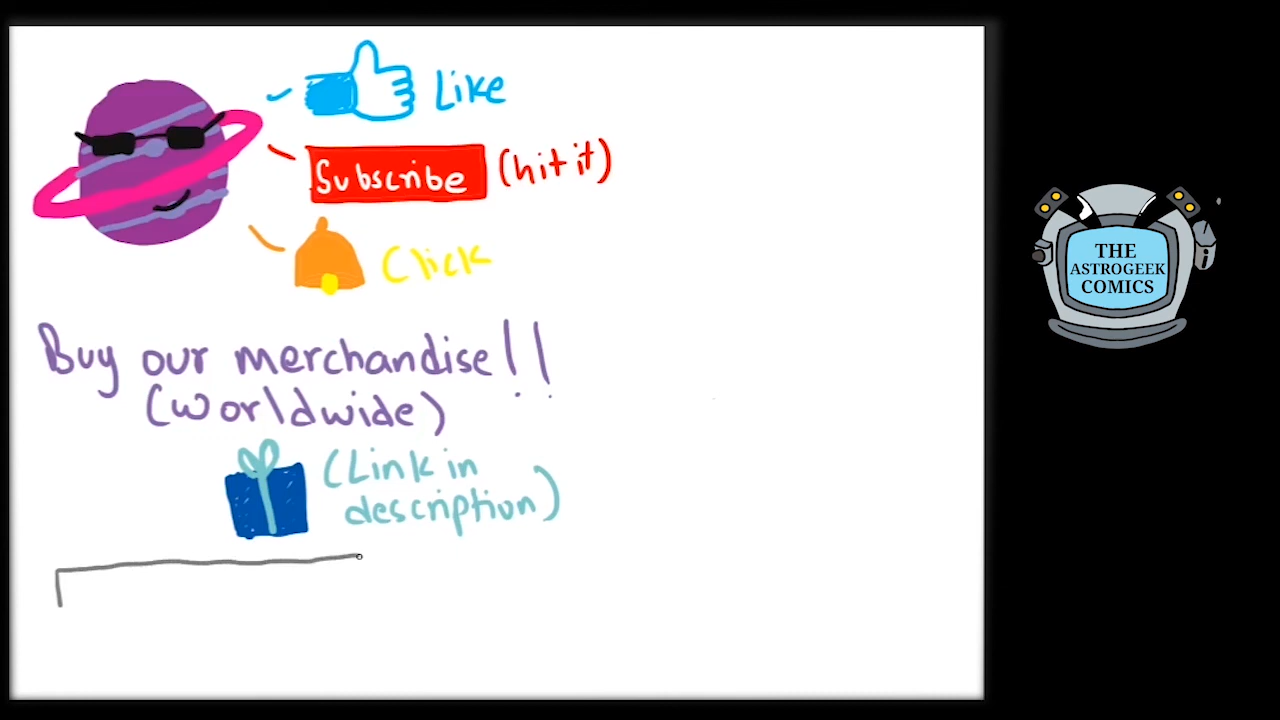 Like
Subscribe (hit it)
Click
Buy our merchandise!!
(worldwide)
(Link in
description)
THE
ASTROGEEK
COMICS